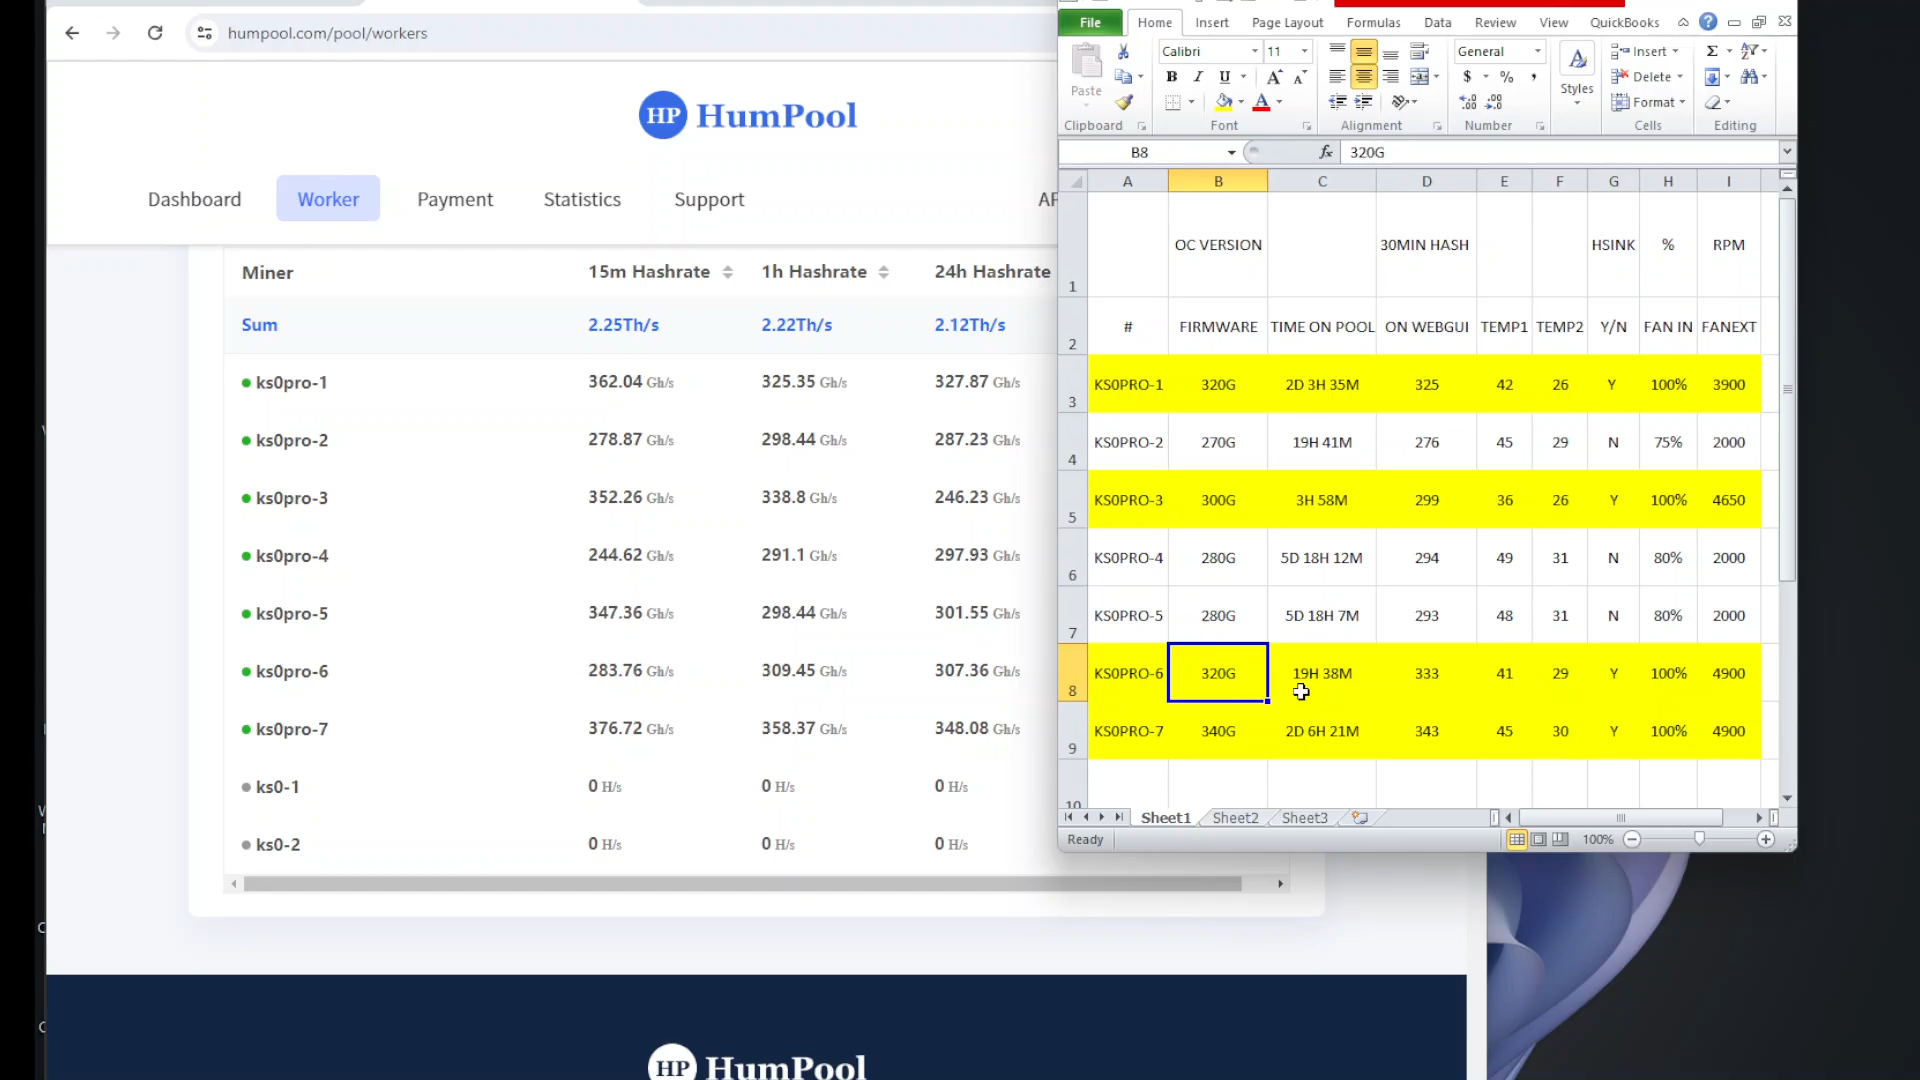 humpool.com/pool/workers
HP HumPool
Dashboard Worker Payment Statistics Support
Miner 15m Hashrate 1h Hashrate 24h Hashrate
Sum 2.25Th/s 2.22Th/s 2.12Th/s
ks0pro-1 362.04 Gh/s 325.35 Gh/s 327.87 Gh/s
ks0pro-2 278.87 Gh/s 298.44 Gh/s 287.23 Gh/s
ks0pro-3 352.26 Gh/s 338.8 Gh/s 246.23 Gh/s
ks0pro-4 244.62 Gh/s 291.1 Gh/s 297.93 Gh/s
ks0pro-5 347.36 Gh/s 298.44 Gh/s 301.55 Gh/s
ks0pro-6 283.76 Gh/s 309.45 Gh/s 307.36 Gh/s
ks0pro-7 376.72 Gh/s 358.37 Gh/s 348.08 Gh/s
ks0-1 0 H/s 0 H/s 0 H/s
ks0-2 0 H/s 0 H/s 0 H/s
HP HumPool
File Home Insert Page Layout Formulas Data Review View QuickBooks
Calibri 11 General Insert
Paste B I U A A $ % , Styles Delete
A Format
Clipboard Font Alignment Number Cells Editing
B8 fx 320G
A B C D E F G H I
1 OC VERSION 30MIN HASH HSINK % RPM
2 # FIRMWARE TIME ON POOL ON WEBGUI TEMP1 TEMP2 Y/N FAN IN FANEXT
3 KS0PRO-1 320G 2D 3H 35M 325 42 26 Y 100% 3900
4 KS0PRO-2 270G 19H 41M 276 45 29 N 75% 2000
5 KS0PRO-3 300G 3H 58M 299 36 26 Y 100% 4650
6 KS0PRO-4 280G 5D 18H 12M 294 49 31 N 80% 2000
7 KS0PRO-5 280G 5D 18H 7M 293 48 31 N 80% 2000
8 KS0PRO-6 320G 19H 38M 333 41 29 Y 100% 4900
9 KS0PRO-7 340G 2D 6H 21M 343 45 30 Y 100% 4900
10
Sheet1 Sheet2 Sheet3
Ready 100%